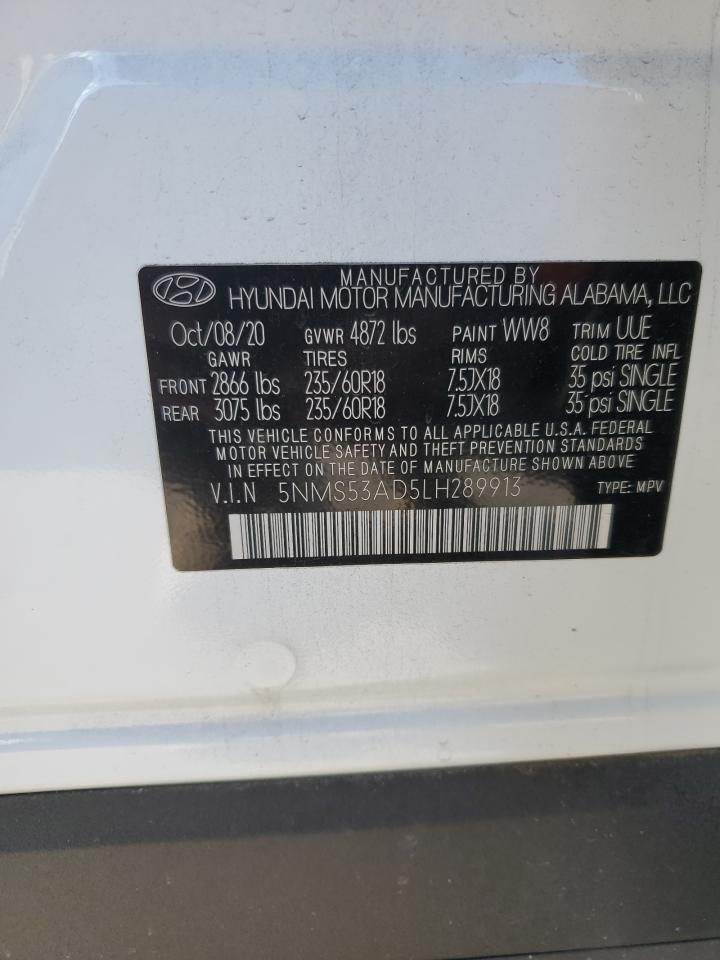 MANUFACTURED BY
HYUNDAI MOTOR MANUFACTURING ALABAMA, LLC
Oct/08/20 GVWR 4872 lbs PAINT WW8 TRIM UUE
GAWR TIRES RIMS COLD TIRE INFL
FRONT 2866 lbs 235/60R18 7.5JX18 35 psi SINGLE
REAR 3075 lbs 235/60R18 7.5JX18 35 psi SINGLE
THIS VEHICLE CONFORMS TO ALL APPLICABLE U.S.A. FEDERAL
MOTOR VEHICLE SAFETY AND THEFT PREVENTION STANDARDS
IN EFFECT ON THE DATE OF MANUFACTURE SHOWN ABOVE
V.I.N 5NMS53AD5LH289913 TYPE: MPV